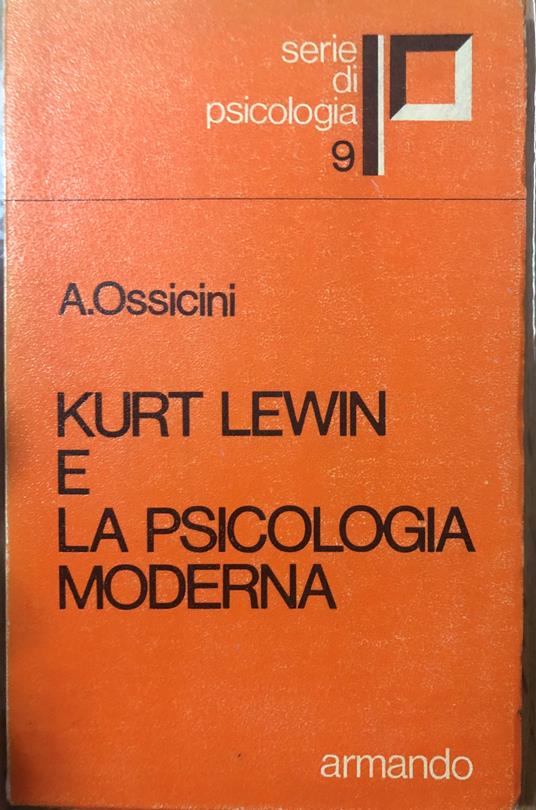 serie
di
psicologia
9
A.Ossicini
KURT LEWIN
E
LA PSICOLOGIA
MODERNA
armando